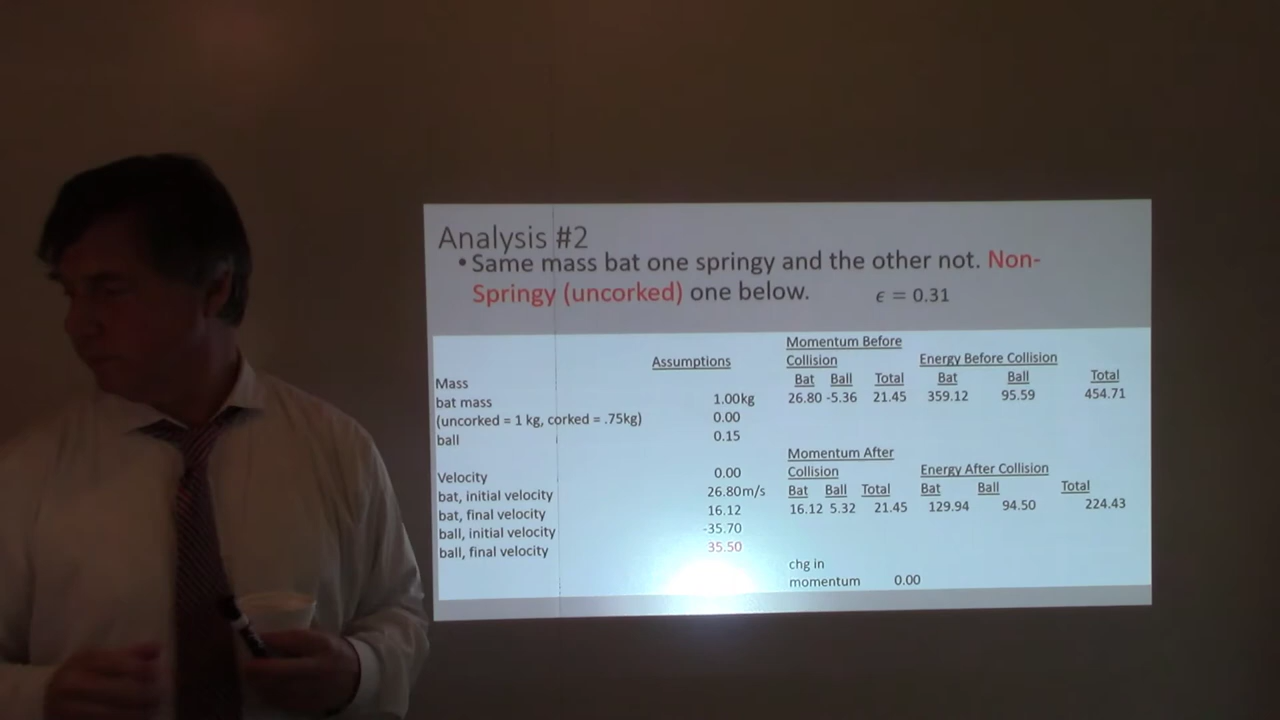 Analysis #2
• Same mass bat one springy and the other not. Non-
Springy (uncorked) one below. ϵ = 0.31
Assumptions
Mass
bat mass 1.00kg
(uncorked = 1 kg, corked = .75kg) 0.00
ball 0.15
Velocity 0.00
bat, initial velocity 26.80m/s
bat, final velocity 16.12
ball, initial velocity -35.70
ball, final velocity 35.50
Momentum Before
Collision Energy Before Collision
Bat Ball Total Bat Ball Total
26.80 -5.36 21.45 359.12 95.59 454.71
Momentum After
Collision Energy After Collision
Bat Ball Total Bat Ball Total
16.12 5.32 21.45 129.94 94.50 224.43
chg in
momentum 0.00